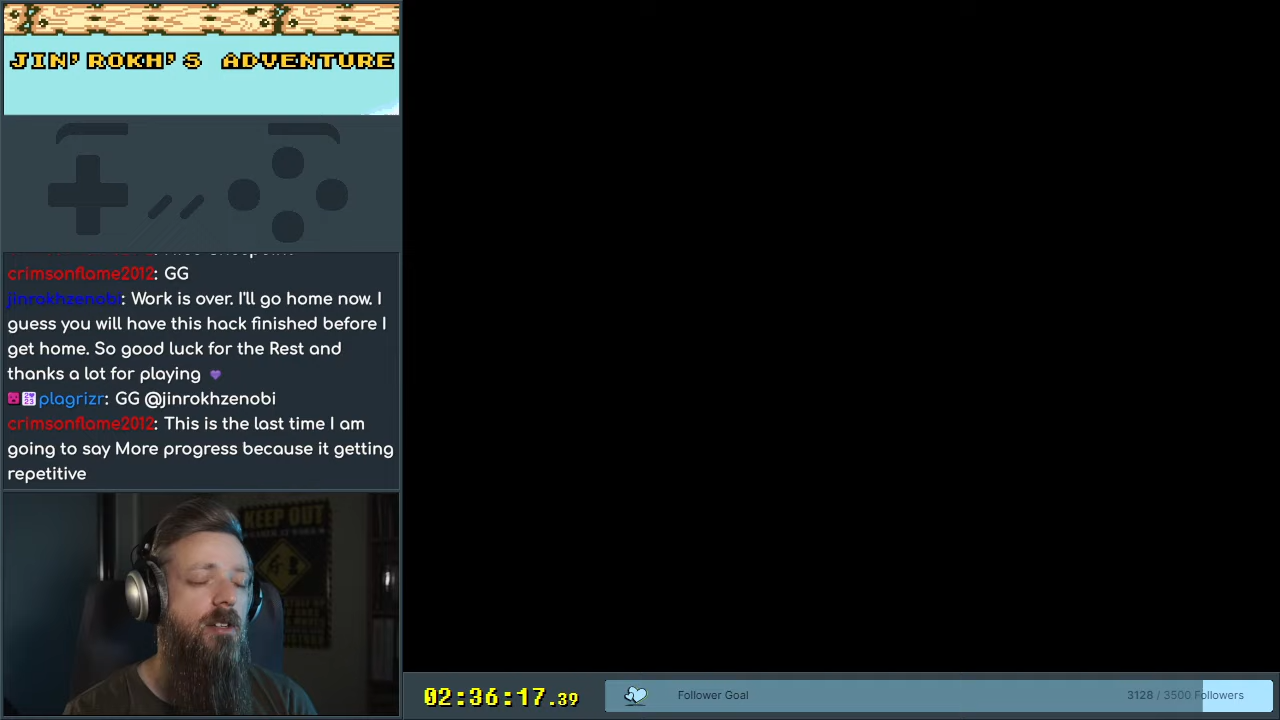 JIN'ROKH'S ADVENTURE
crimsonflame2012: GG
jinrokhzenobi: Work is over. I'll go home now. I
guess you will have this hack finished before I
get home. So good luck for the Rest and
thanks a lot for playing
plagrizr: GG @jinrokhzenobi
crimsonflame2012: This is the last time I am
going to say More progress because it getting
repetitive
KEEP OUT
02:36:17.39
Follower Goal
3128 / 3500 Followers